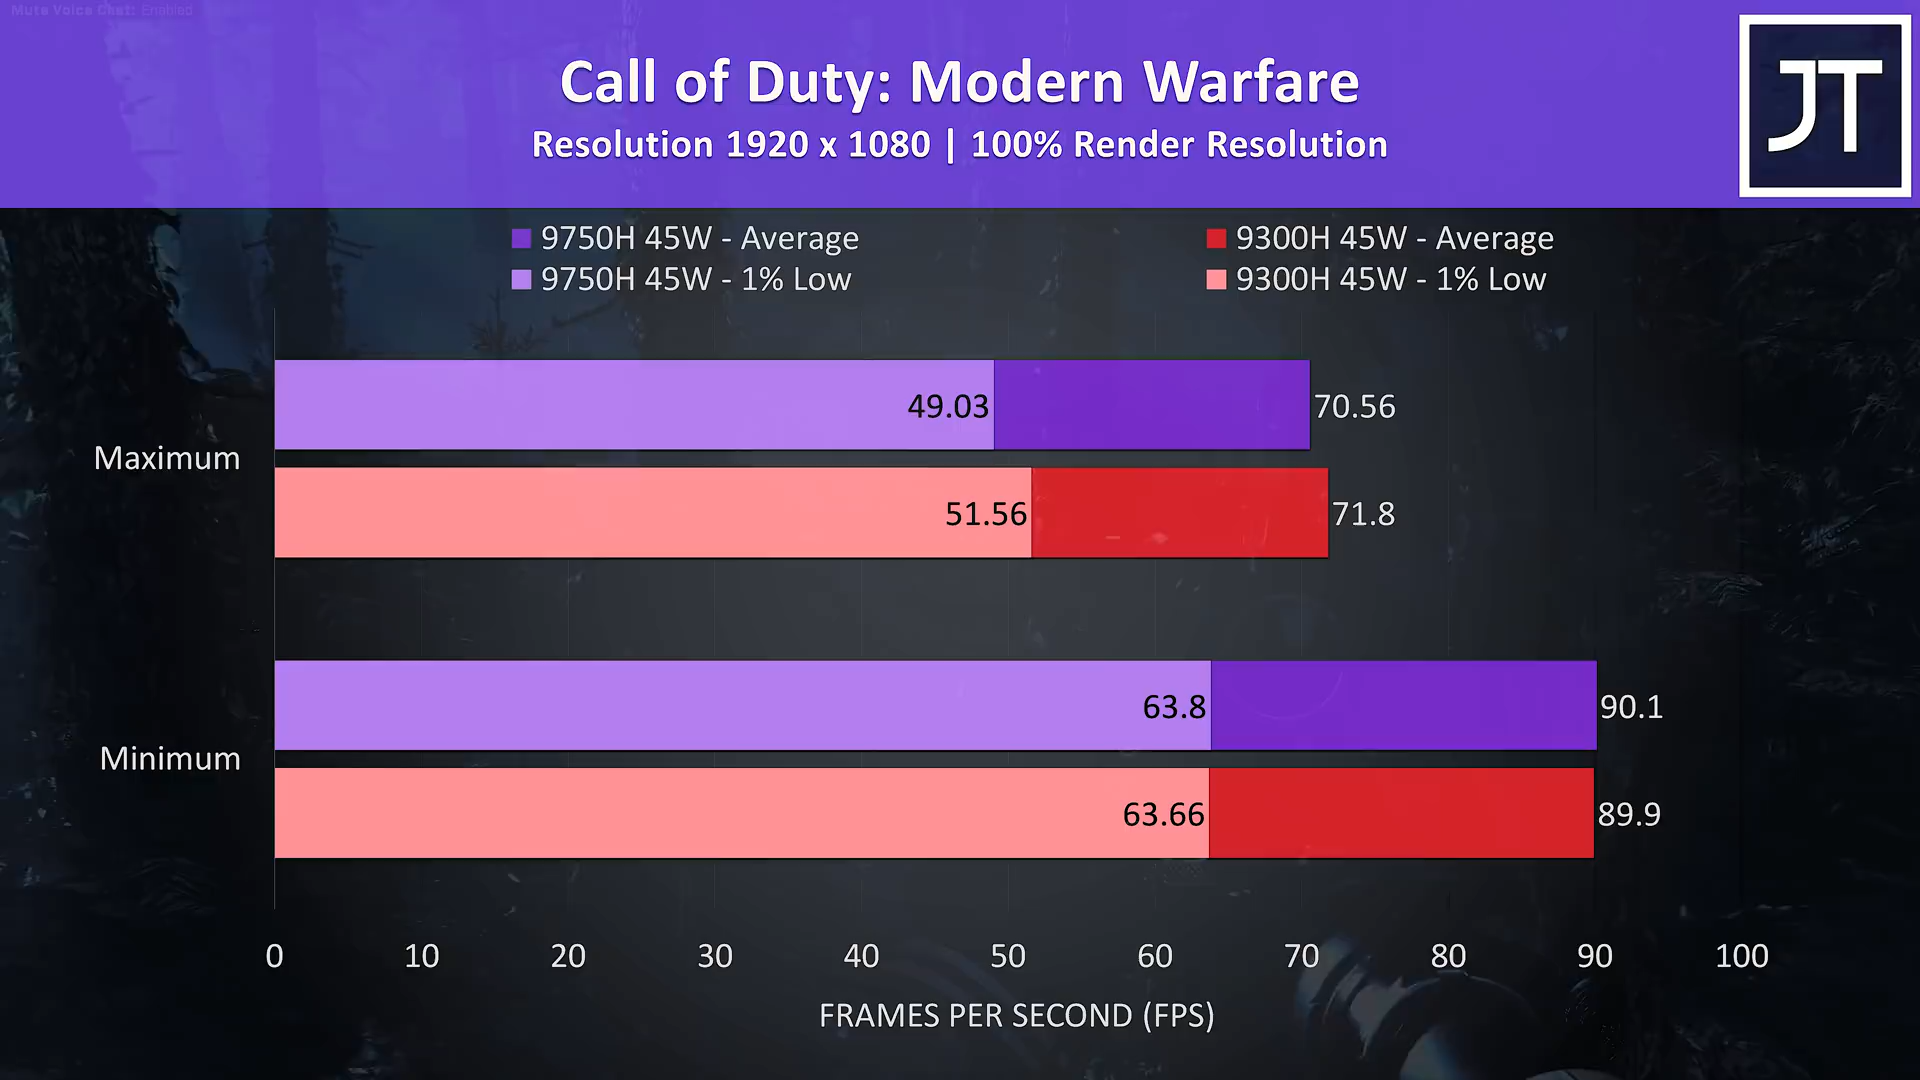 Mute Voice Chat: Enabled
Call of Duty: Modern Warfare
Resolution 1920 x 1080 | 100% Render Resolution
JT
9750H 45W - Average
9300H 45W - Average
9750H 45W - 1% Low
9300H 45W - 1% Low
Maximum
49.03
70.56
51.56
71.8
Minimum
63.8
90.1
63.66
89.9
0 10 20 30 40 50 60 70 80 90 100
FRAMES PER SECOND (FPS)